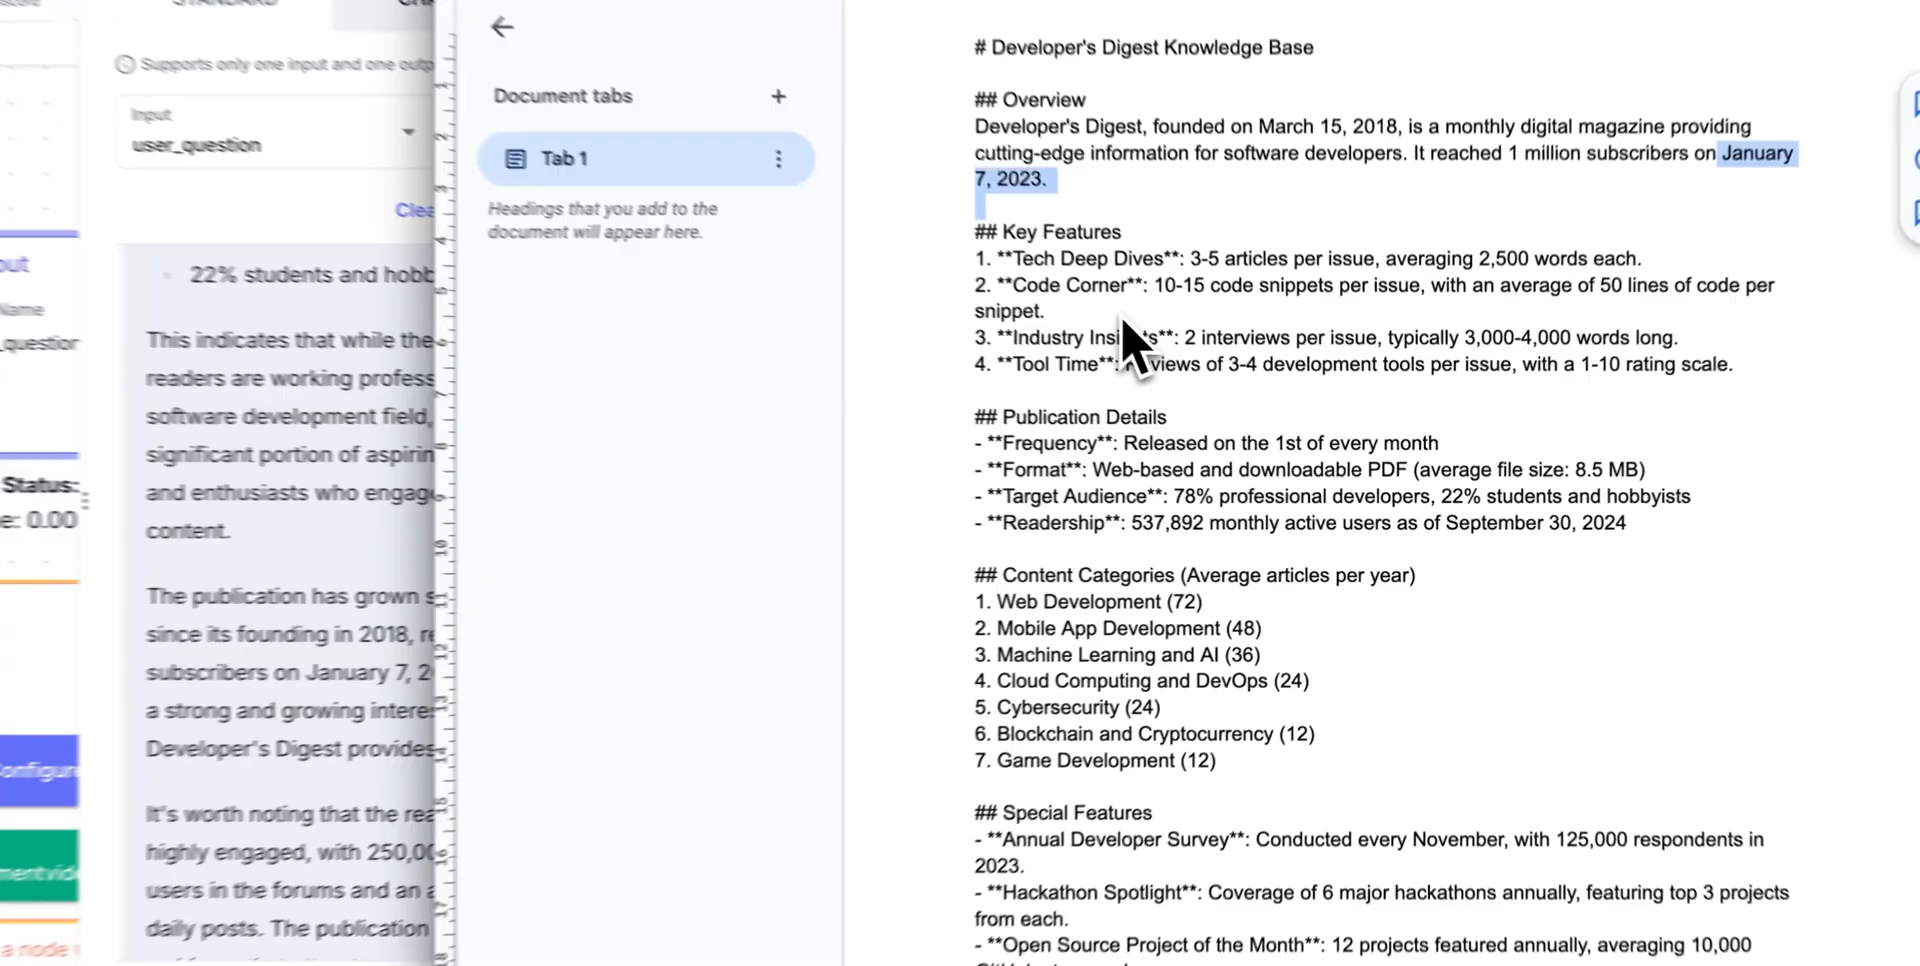 Supports only one input and one outp
Input
user_question
Name
Status:
0.00
22% students and hobb
This indicates that while the
readers are working profess
software development field,
significant portion of aspirin
and enthusiasts who engag
content.
The publication has grown s
since its founding in 2018, re
subscribers on January 7, 2
a strong and growing intere
Developer's Digest provides
It's worth noting that the rea
highly engaged, with 250,00
users in the forums and an a
daily posts. The publication
a node
Document tabs
Tab 1
Headings that you add to the
document will appear here.
# Developer's Digest Knowledge Base
## Overview
Developer's Digest, founded on March 15, 2018, is a monthly digital magazine providing
cutting-edge information for software developers. It reached 1 million subscribers on January
7, 2023.
## Key Features
1. **Tech Deep Dives**: 3-5 articles per issue, averaging 2,500 words each.
2. **Code Corner**: 10-15 code snippets per issue, with an average of 50 lines of code per
snippet.
3. **Industry Insights**: 2 interviews per issue, typically 3,000-4,000 words long.
4. **Tool Time**: Reviews of 3-4 development tools per issue, with a 1-10 rating scale.
## Publication Details
- **Frequency**: Released on the 1st of every month
- **Format**: Web-based and downloadable PDF (average file size: 8.5 MB)
- **Target Audience**: 78% professional developers, 22% students and hobbyists
- **Readership**: 537,892 monthly active users as of September 30, 2024
## Content Categories (Average articles per year)
1. Web Development (72)
2. Mobile App Development (48)
3. Machine Learning and AI (36)
4. Cloud Computing and DevOps (24)
5. Cybersecurity (24)
6. Blockchain and Cryptocurrency (12)
7. Game Development (12)
## Special Features
- **Annual Developer Survey**: Conducted every November, with 125,000 respondents in
2023.
- **Hackathon Spotlight**: Coverage of 6 major hackathons annually, featuring top 3 projects
from each.
- **Open Source Project of the Month**: 12 projects featured annually, averaging 10,000